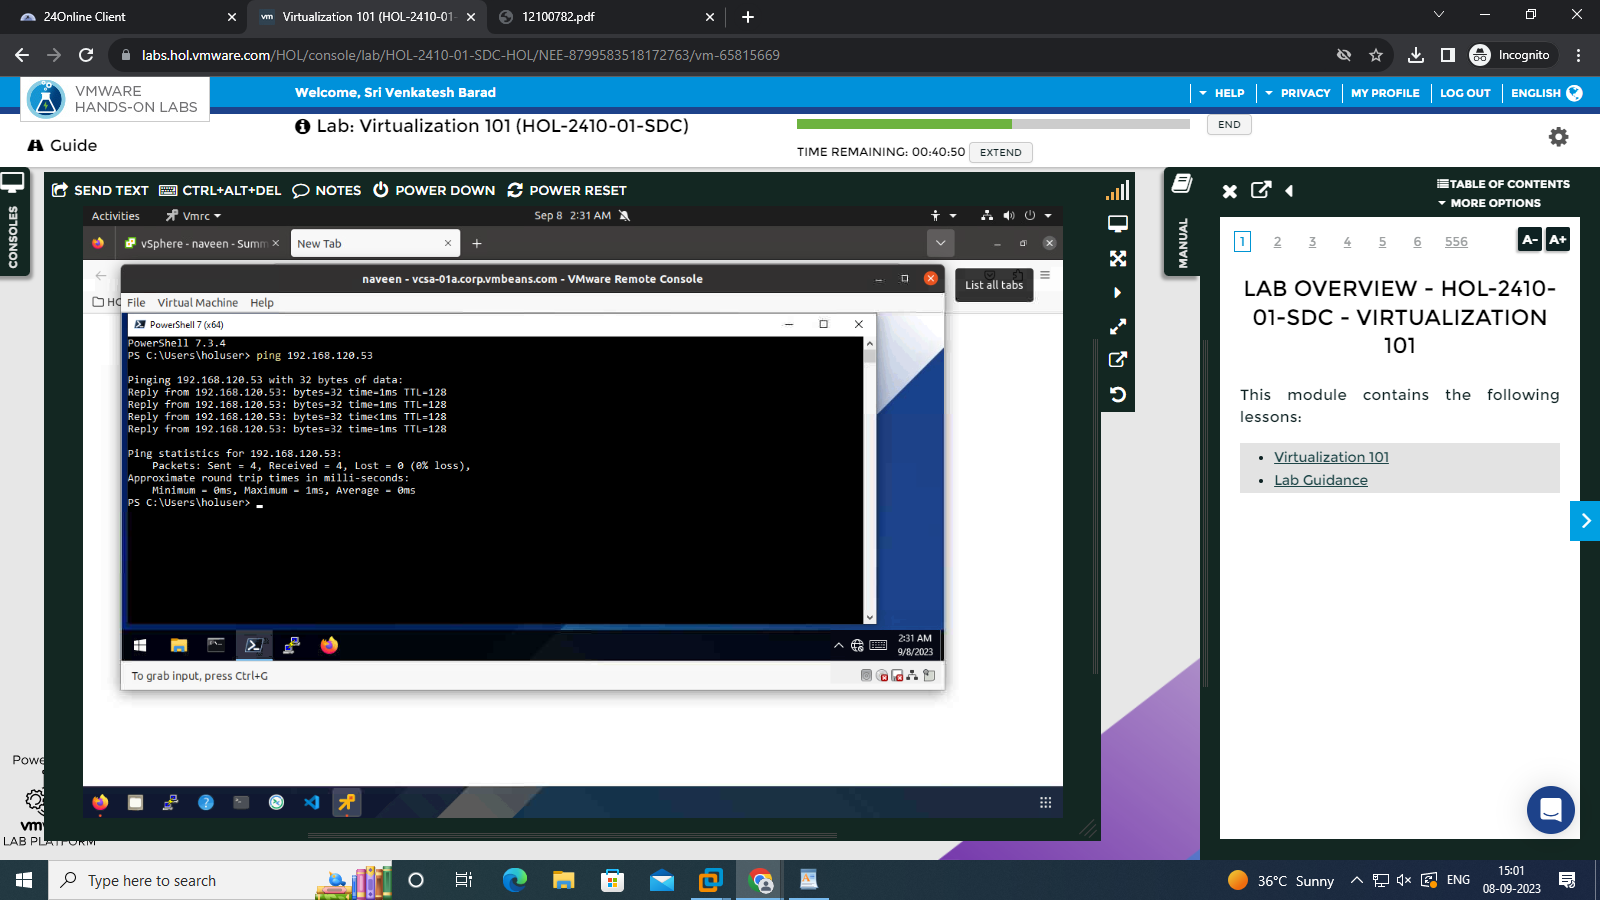 24Online Client
vm Virtualization 101 (HOL-2410-01-
12100782.pdf
labs.hol.vmware.com/HOL/console/lab/HOL-2410-01-SDC-HOL/NEE-8799583518172763/vm-65815669
Incognito
VMWARE
HANDS-ON LABS
Welcome, Sri Venkatesh Barad
HELP
PRIVACY
MY PROFILE
LOG OUT
ENGLISH
Guide
Lab: Virtualization 101 (HOL-2410-01-SDC)
END
TIME REMAINING: 00:40:50
EXTEND
CONSOLES
SEND TEXT
CTRL+ALT+DEL
NOTES
POWER DOWN
POWER RESET
Activities
Vmrc
Sep 8 2:31 AM
vSphere - naveen - Summ
New Tab
List all tabs
HO
naveen - vcsa-01a.corp.vmbeans.com - VMware Remote Console
File Virtual Machine Help
PowerShell 7 (x64)
PowerShell 7.3.4
PS C:\Users\holuser> ping 192.168.120.53
Pinging 192.168.120.53 with 32 bytes of data:
Reply from 192.168.120.53: bytes=32 time=1ms TTL=128
Reply from 192.168.120.53: bytes=32 time=1ms TTL=128
Reply from 192.168.120.53: bytes=32 time<1ms TTL=128
Reply from 192.168.120.53: bytes=32 time=1ms TTL=128
Ping statistics for 192.168.120.53:
Packets: Sent = 4, Received = 4, Lost = 0 (0% loss),
Approximate round trip times in milli-seconds:
Minimum = 0ms, Maximum = 1ms, Average = 0ms
PS C:\Users\holuser>
2:31 AM
9/8/2023
To grab input, press Ctrl+G
Powe
vmv
LAB PLATFORM
MANUAL
TABLE OF CONTENTS
MORE OPTIONS
1 2 3 4 5 6 556
A- A+
LAB OVERVIEW - HOL-2410-
01-SDC - VIRTUALIZATION
101
This module contains the following
lessons:
• Virtualization 101
• Lab Guidance
Type here to search
36°C Sunny
ENG
15:01
08-09-2023